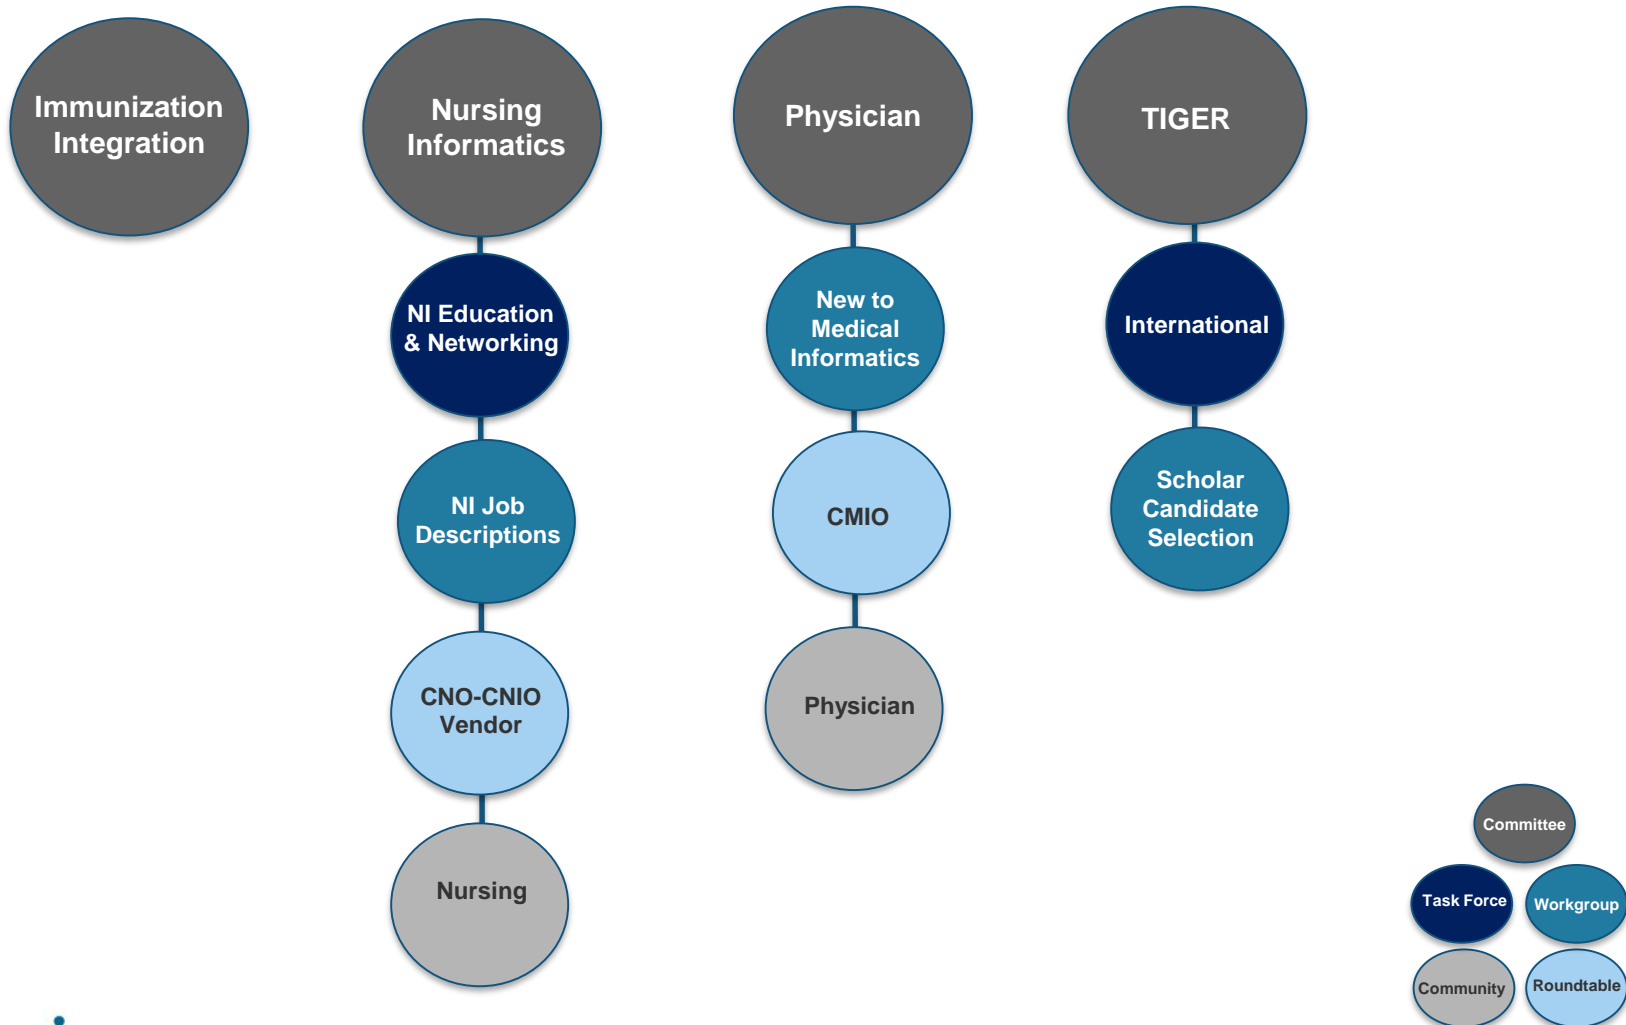 Immunization
Integration
Nursing
Informatics
NI Education
& Networking
NI Job
Descriptions
CNO-CNIO
Vendor
Nursing
Physician
New to
Medical
Informatics
CMIO
Physician
TIGER
International
Scholar
Candidate
Selection
Committee
Task Force
Workgroup
Community
Roundtable